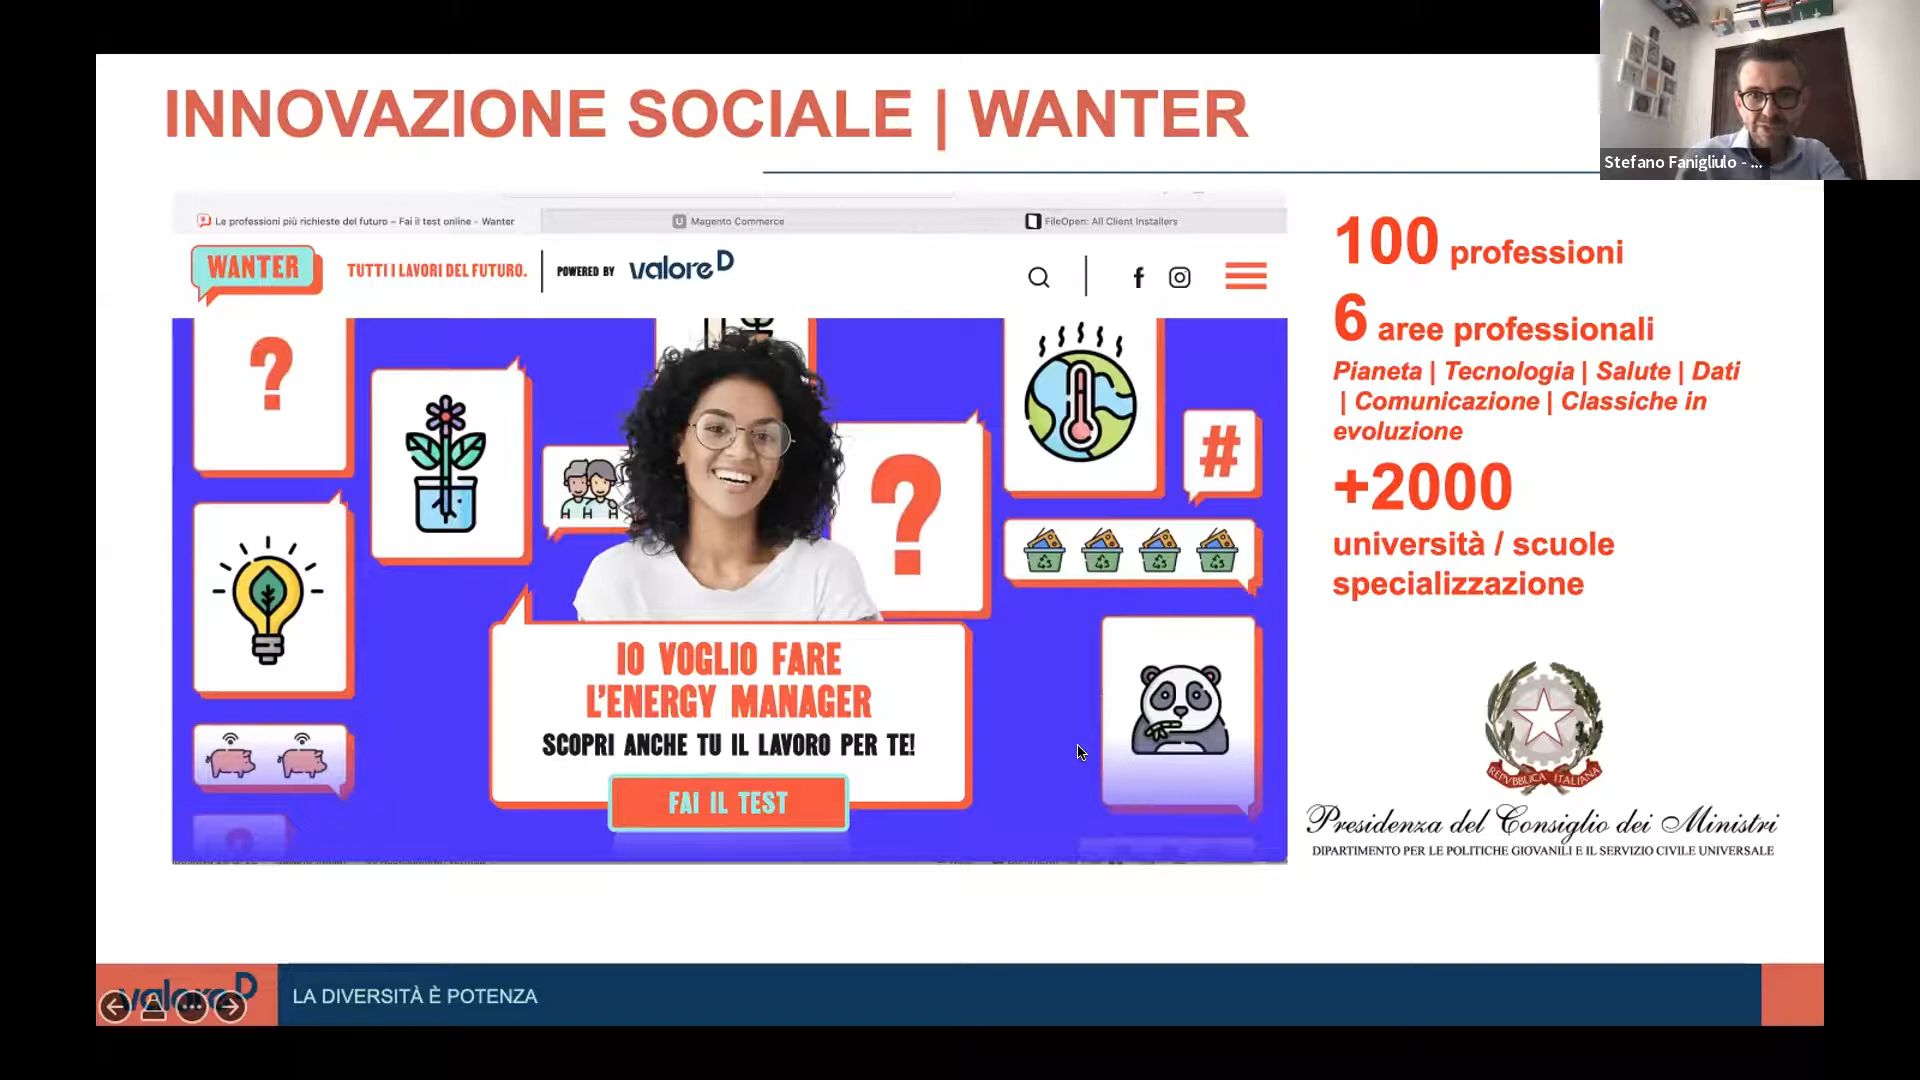 INNOVAZIONE SOCIALE | WANTER
Stefano Fanigliulo - ...
Le professioni più richieste del futuro – Fai il test online - Wanter
Magento Commerce
FileOpen: All Client Installers
WANTER
TUTTI I LAVORI DEL FUTURO.
POWERED BY
valore D
?
?
#
IO VOGLIO FARE
L'ENERGY MANAGER
SCOPRI ANCHE TU IL LAVORO PER TE!
FAI IL TEST
100 professioni
6 aree professionali
Pianeta | Tecnologia | Salute | Dati
| Comunicazione | Classiche in
evoluzione
+2000
università / scuole
specializzazione
REPVBBLICA ITALIANA
Presidenza del Consiglio dei Ministri
DIPARTIMENTO PER LE POLITICHE GIOVANILI E IL SERVIZIO CIVILE UNIVERSALE
valore D
LA DIVERSITÀ È POTENZA